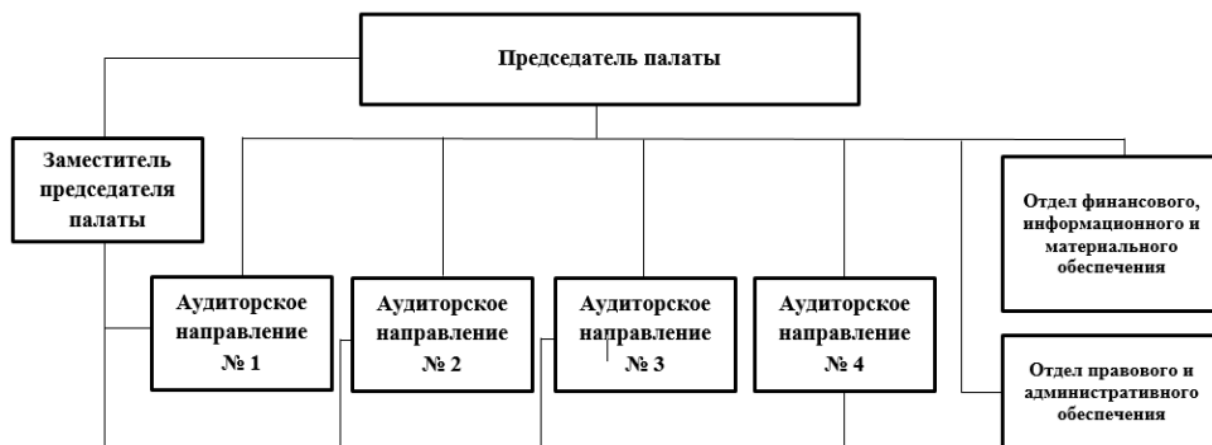 Председатель палаты
Заместитель
председателя
палаты
Отдел финансового,
информационного и
материального
обеспечения
Аудиторское
направление
№ 1
Аудиторское
направление
№ 2
Аудиторское
направление
№ 3
Аудиторское
направление
№ 4
Отдел правового и
административного
обеспечения